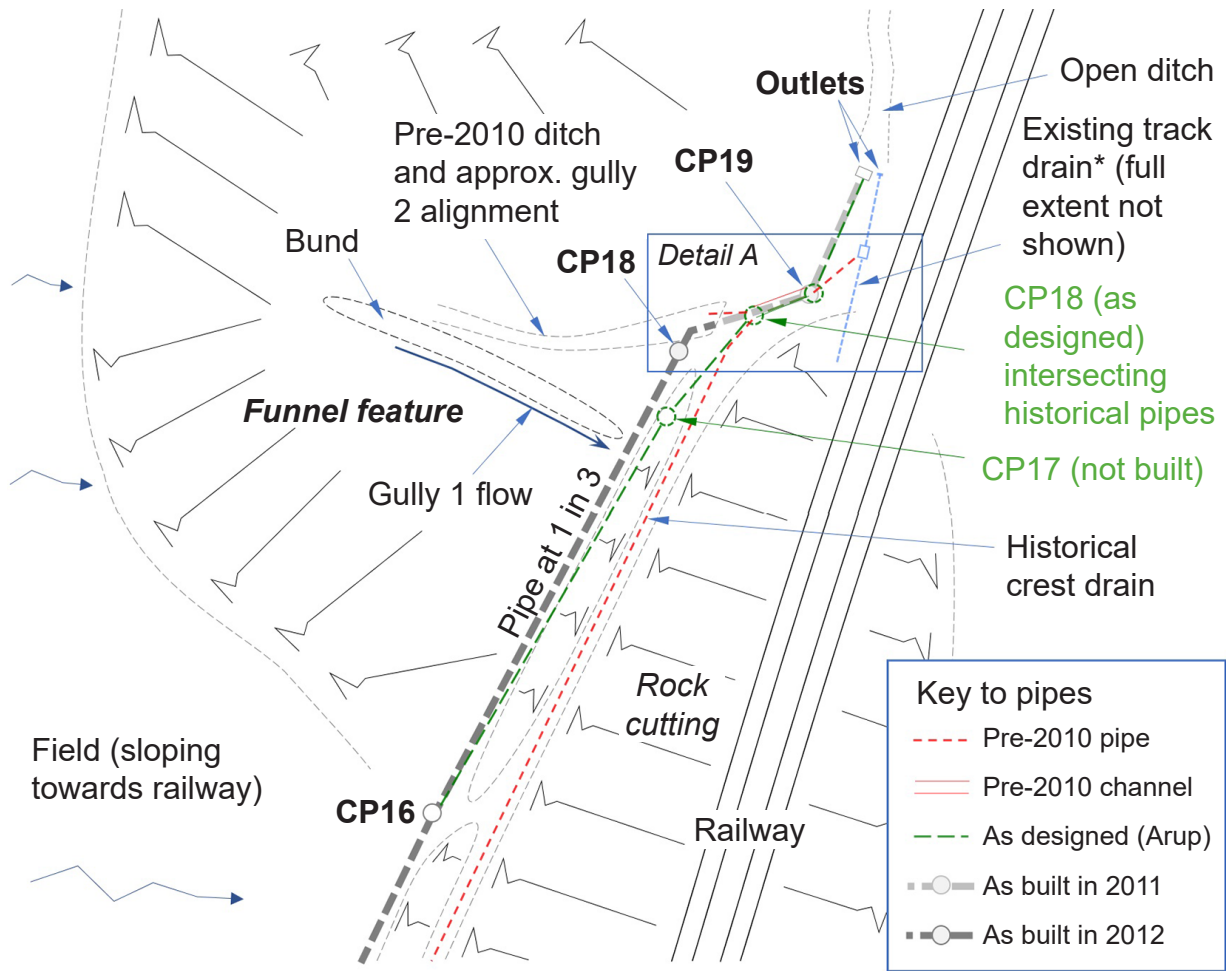 Outlets
Open ditch
Pre-2010 ditch
and approx. gully
2 alignment
CP19
Existing track
drain* (full
extent not
shown)
Bund
CP18
Detail A
CP18 (as
designed)
intersecting
historical pipes
Funnel feature
CP17 (not built)
Gully 1 flow
Pipe at 1 in 3
Historical
crest drain
Rock
cutting
Field (sloping
towards railway)
CP16
Railway
Key to pipes
Pre-2010 pipe
Pre-2010 channel
As designed (Arup)
As built in 2011
As built in 2012